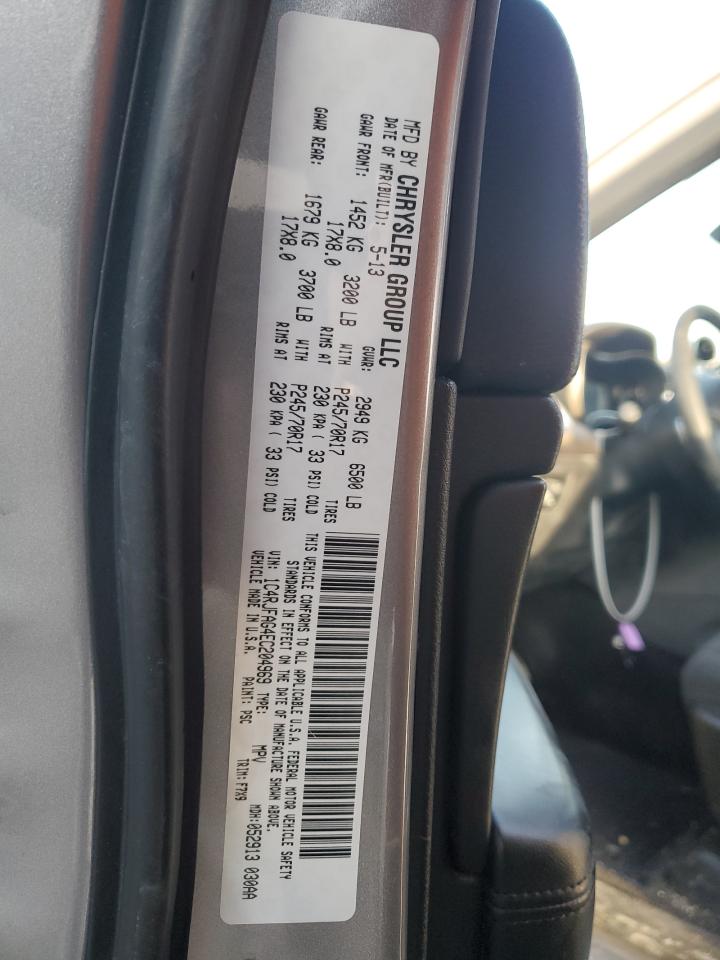 MFD BY CHRYSLER GROUP LLC
DATE OF MFR(BUILT): 5-13 GVWR: 2949 KG 6500 LB
GAWR FRONT: 1452 KG 3200 LB WITH P245/70R17 TIRES
17X8.0 RIMS AT 230 KPA ( 33 PSI) COLD
GAWR REAR: 1679 KG 3700 LB WITH P245/70R17 TIRES
17X8.0 RIMS AT 230 KPA ( 33 PSI) COLD
THIS VEHICLE CONFORMS TO ALL APPLICABLE U.S.A. FEDERAL MOTOR VEHICLE SAFETY
STANDARDS IN EFFECT ON THE DATE OF MANUFACTURE SHOWN ABOVE.
VIN: 1C4RJFAG4EC204969 TYPE: MPV MDH:052913 030AA
VEHICLE MADE IN U.S.A. PAINT: PSC TRIM:F7X9